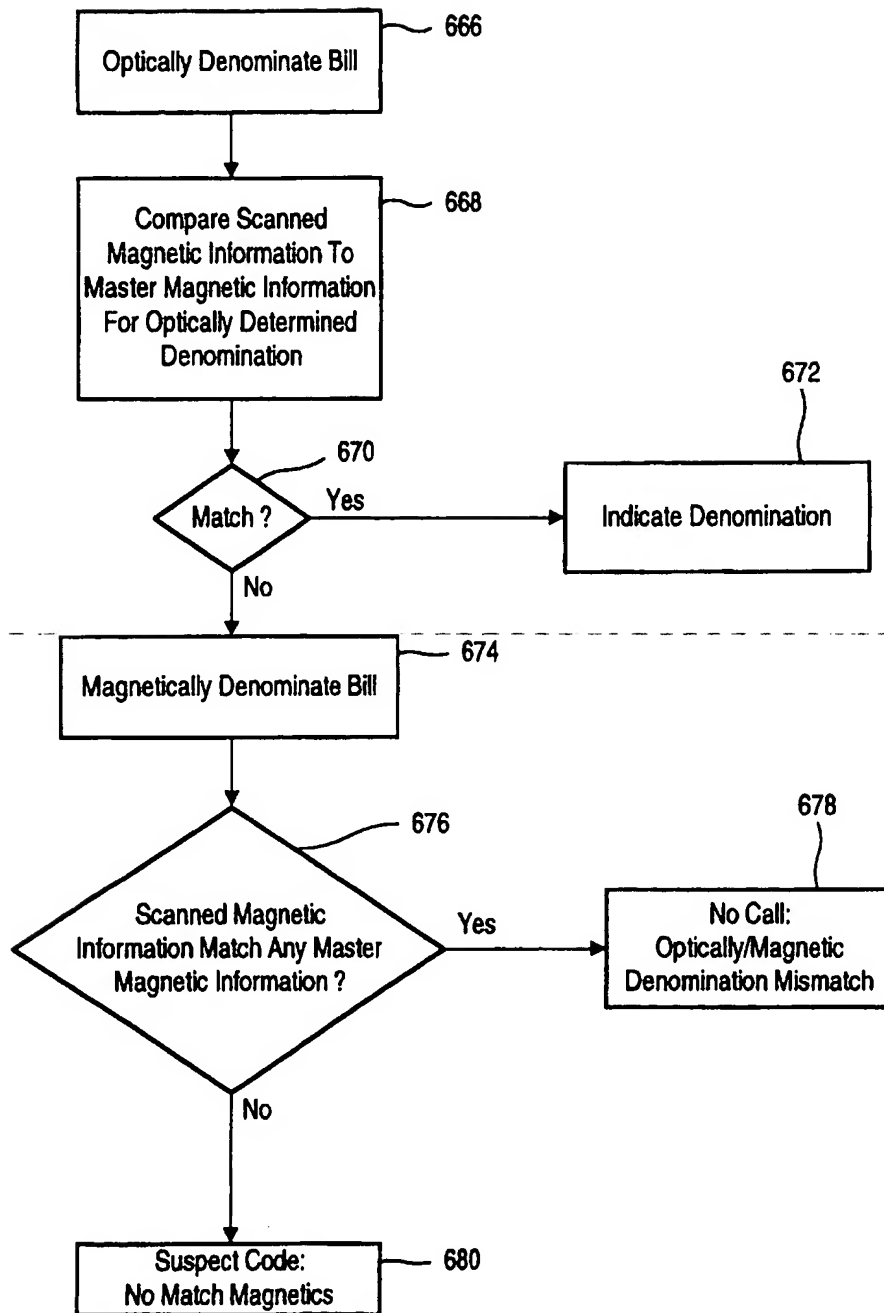 666
Optically Denominate Bill
668
Compare Scanned
Magnetic Information To
Master Magnetic Information
For Optically Determined
Denomination
672
670
Match ?
Yes
Indicate Denomination
No
674
Magnetically Denominate Bill
676
678
Scanned Magnetic
Information Match Any Master
Magnetic Information ?
Yes
No Call:
Optically/Magnetic
Denomination Mismatch
No
Suspect Code:
No Match Magnetics
680